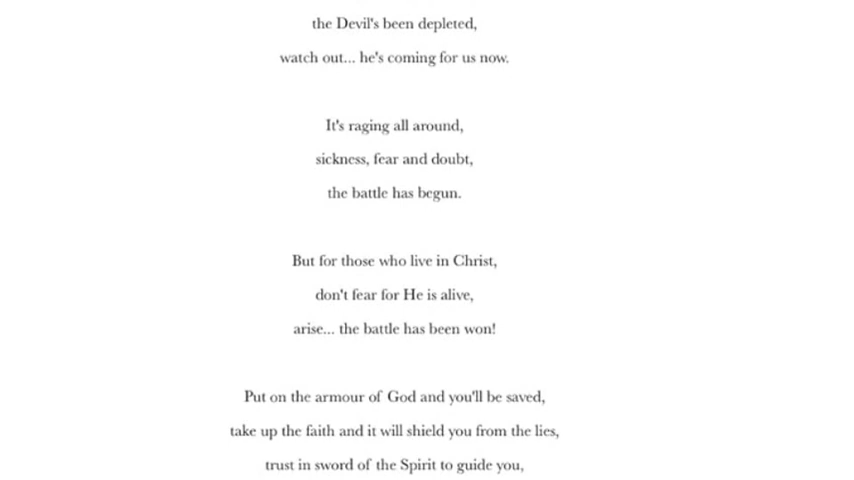 the Devil's been depleted,
watch out... he's coming for us now.
It's raging all around,
sickness, fear and doubt,
the battle has begun.
But for those who live in Christ,
don't fear for He is alive,
arise... the battle has been won!
Put on the armour of God and you'll be saved,
take up the faith and it will shield you from the lies,
trust in sword of the Spirit to guide you,